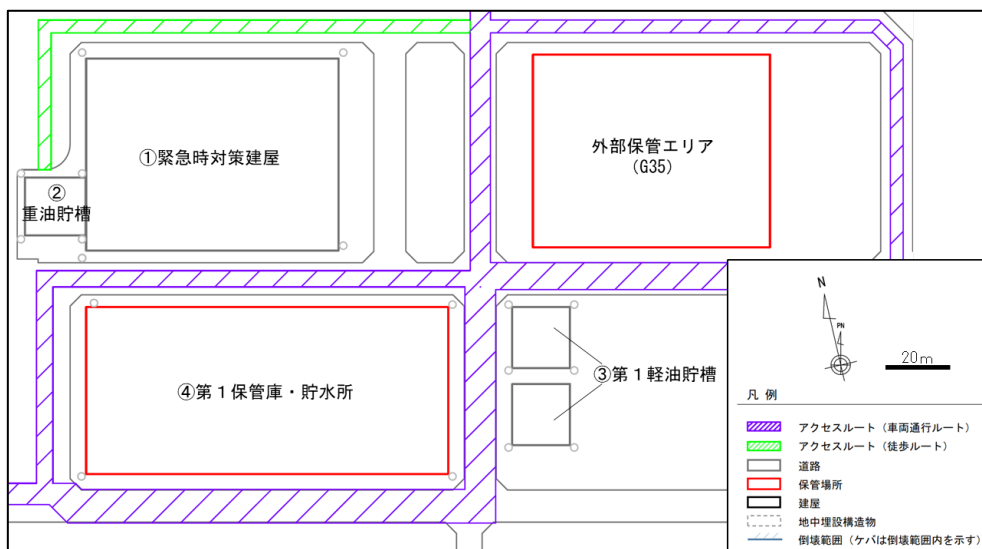 ①緊急時対策建屋
外部保管エリア
(G35)
②
重油貯槽
④第１保管庫・貯水所
③第１軽油貯槽
N
PN
20m
凡 例
アクセスルート（車両通行ルート）
アクセスルート（徒歩ルート）
道路
保管場所
建屋
地中埋設構造物
倒壊範囲（ケバは倒壊範囲内を示す）